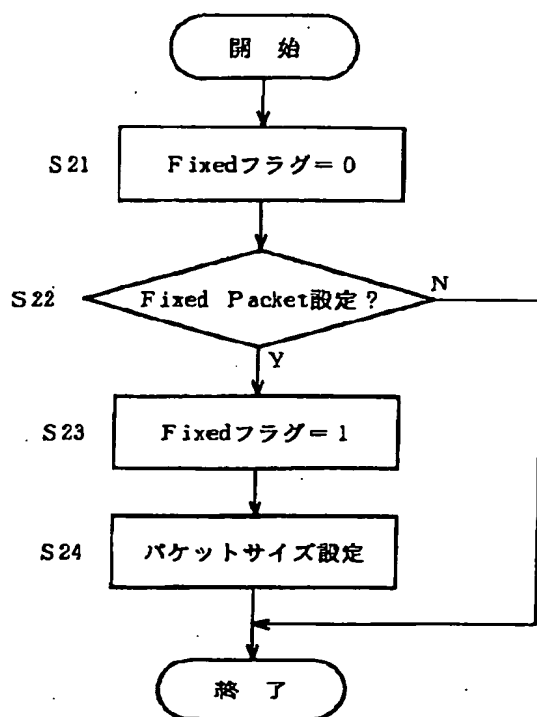 開 始
S21 Fixedフラグ=0
S22 Fixed Packet設定? N
Y
S23 Fixedフラグ=1
S24 パケットサイズ設定
終 了